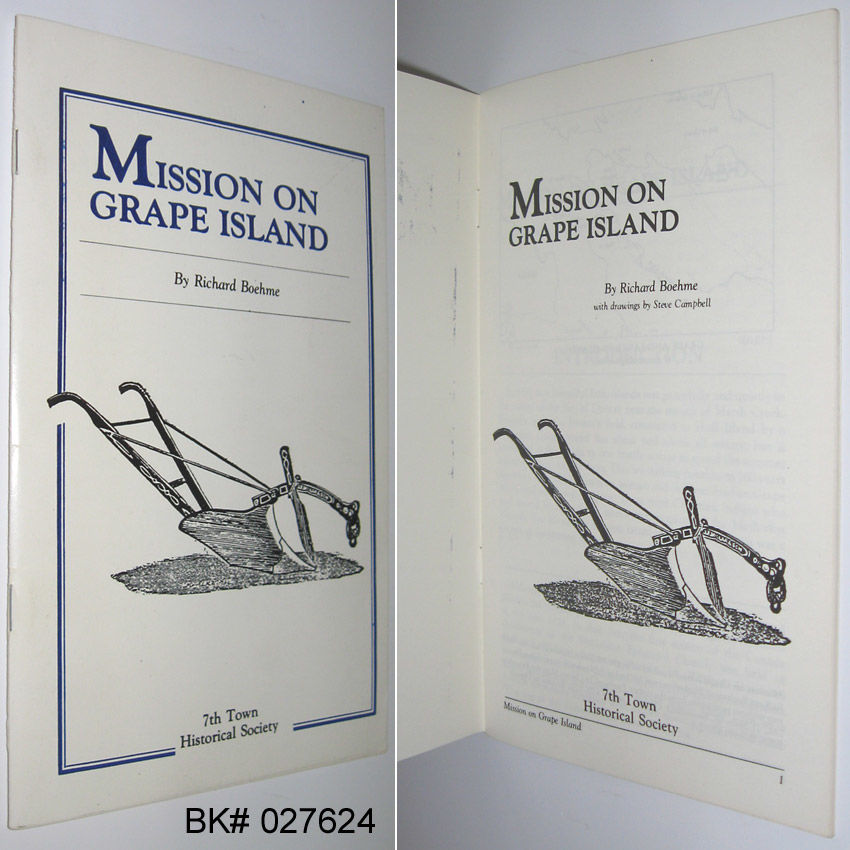 MISSION ON
GRAPE ISLAND
By Richard Boehme
7th Town
Historical Society
BK# 027624
MISSION ON
GRAPE ISLAND
By Richard Boehme
with drawings by Steve Campbell
7th Town
Historical Society
Mission on Grape Island
1